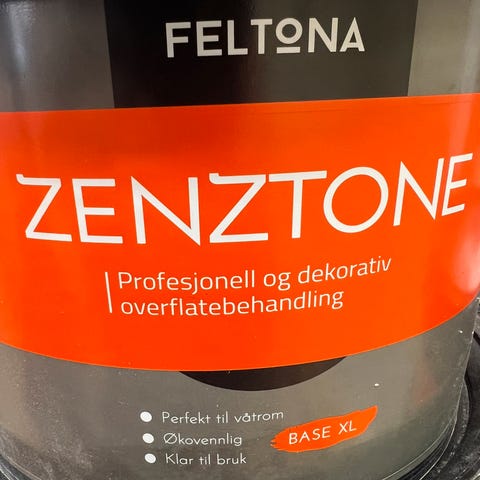 FELTONA
ZENZTONE
Profesjonell og dekorativ
overflatebehandling
Perfekt til våtrom
Økovennlig
Klar til bruk
BASE XL